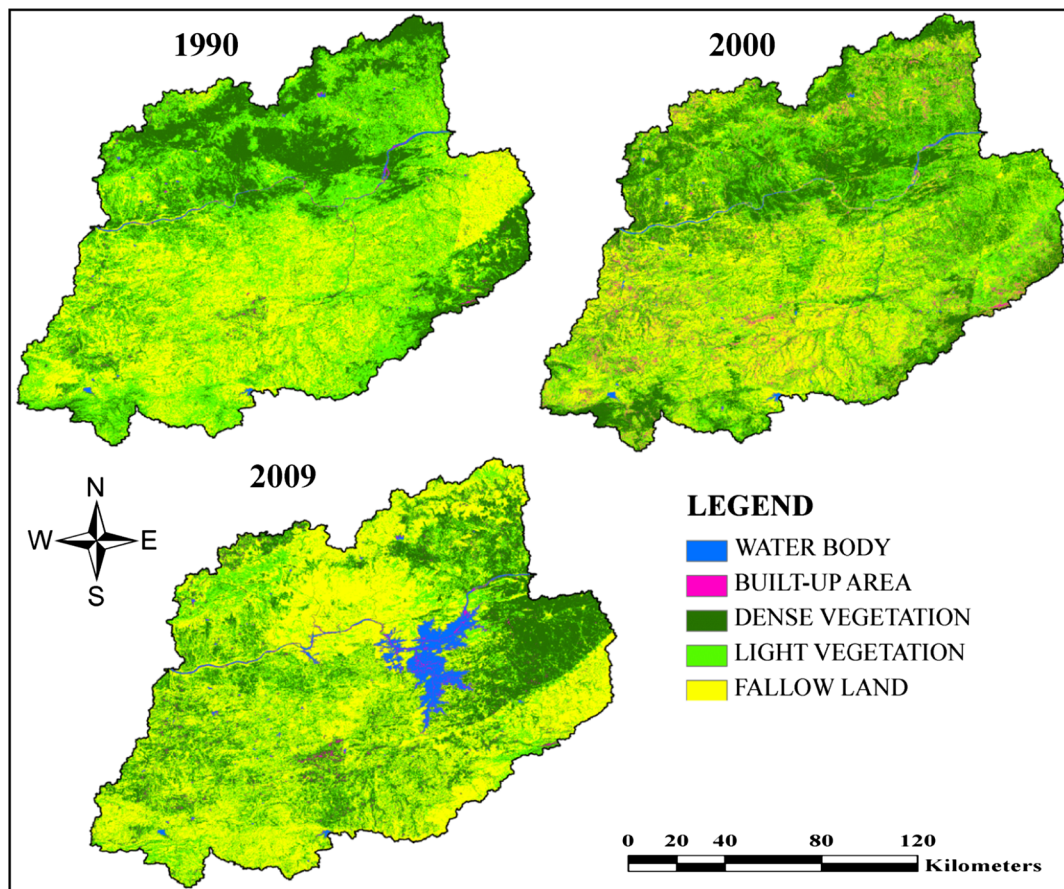 1990
2000
2009
N
W E
S
LEGEND
WATER BODY
BUILT-UP AREA
DENSE VEGETATION
LIGHT VEGETATION
FALLOW LAND
0 20 40 80 120
Kilometers